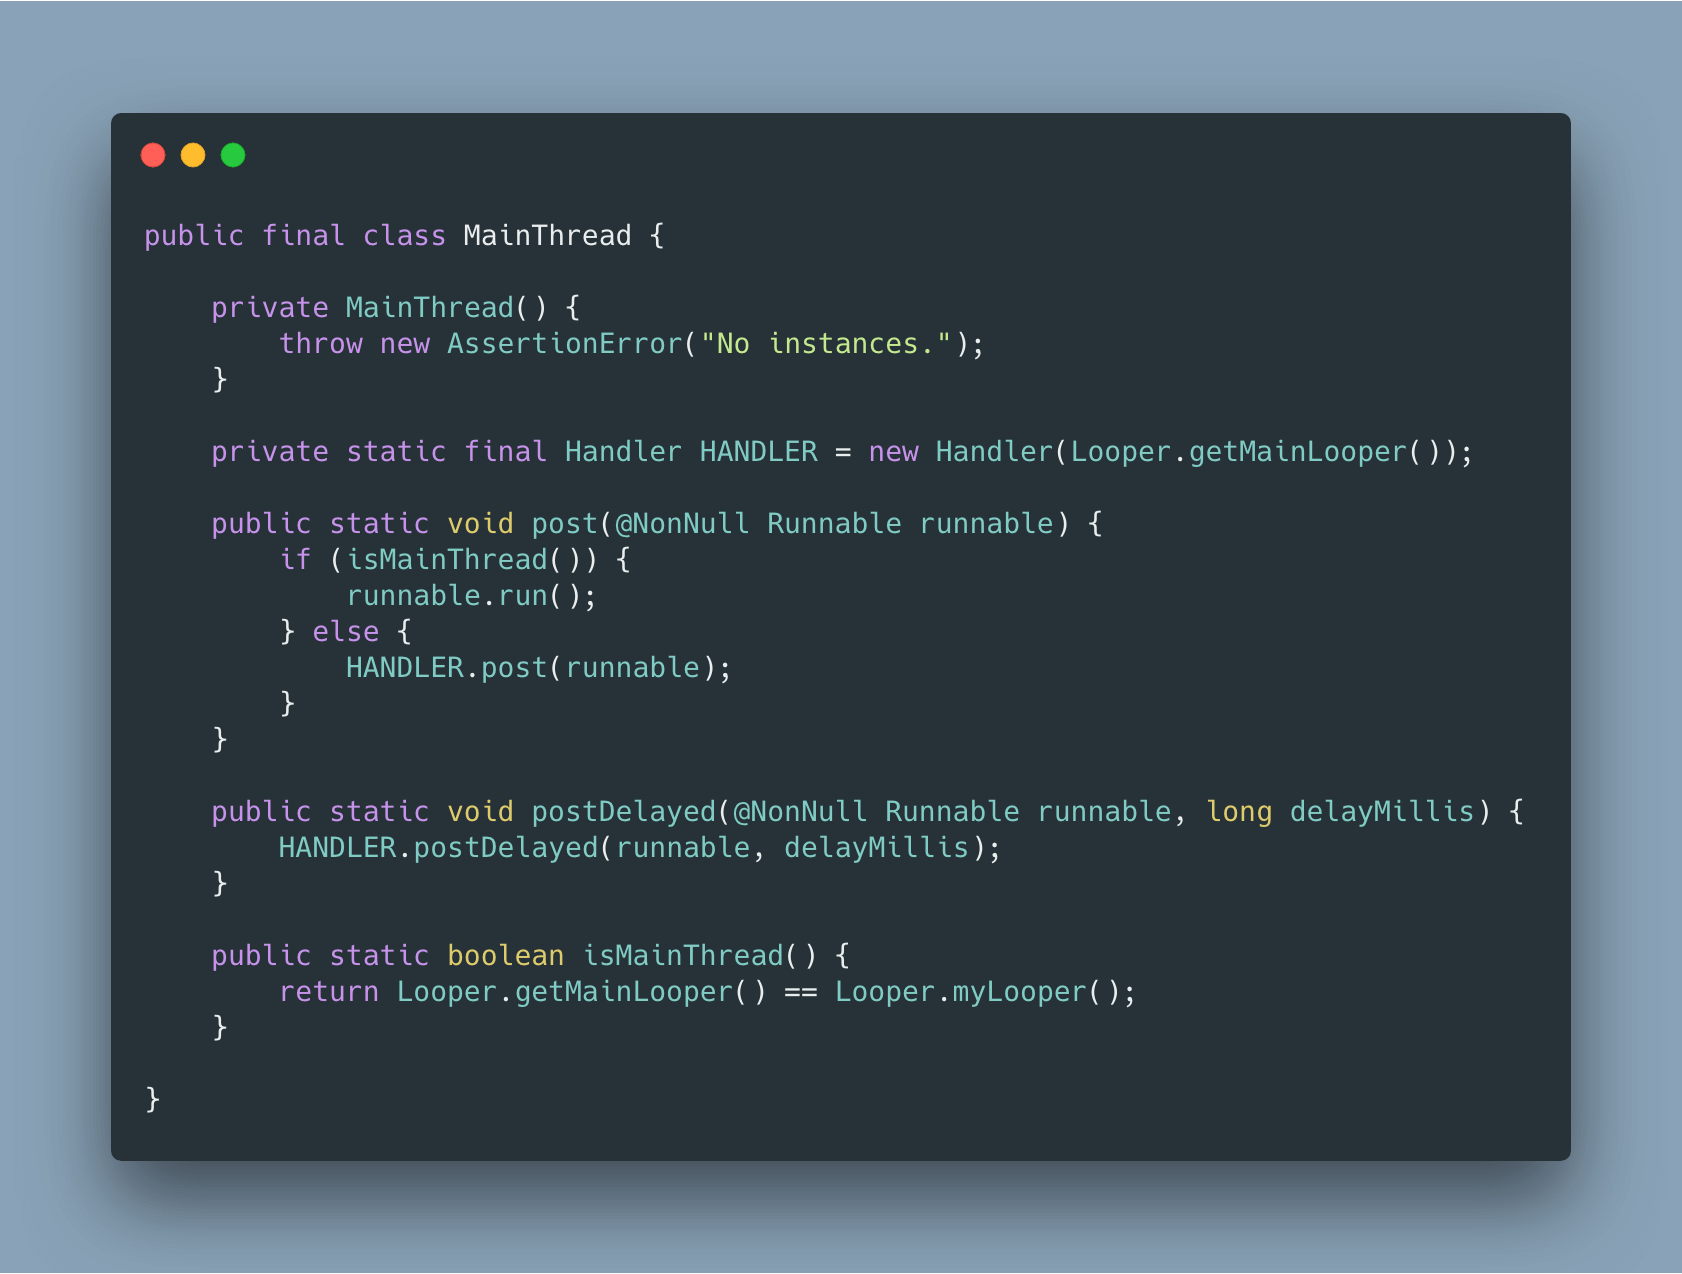 public final class MainThread {
    private MainThread() {
        throw new AssertionError("No instances.");
    }
    private static final Handler HANDLER = new Handler(Looper.getMainLooper());
    public static void post(@NonNull Runnable runnable) {
        if (isMainThread()) {
            runnable.run();
        } else {
            HANDLER.post(runnable);
        }
    }
    public static void postDelayed(@NonNull Runnable runnable, long delayMillis) {
        HANDLER.postDelayed(runnable, delayMillis);
    }
    public static boolean isMainThread() {
        return Looper.getMainLooper() == Looper.myLooper();
    }
}